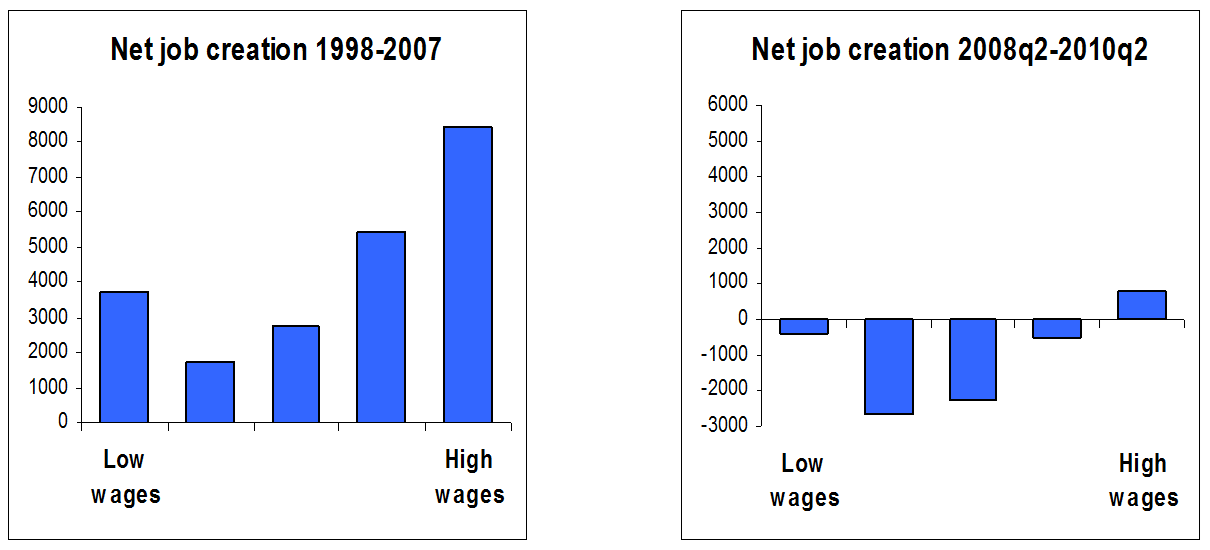 Net job creation 1998-2007
9000
8000
7000
6000
5000
4000
3000
2000
1000
0
Low
wages
High
wages
Net job creation 2008q2-2010q2
6000
5000
4000
3000
2000
1000
0
-1000
-2000
-3000
Low
wages
High
wages